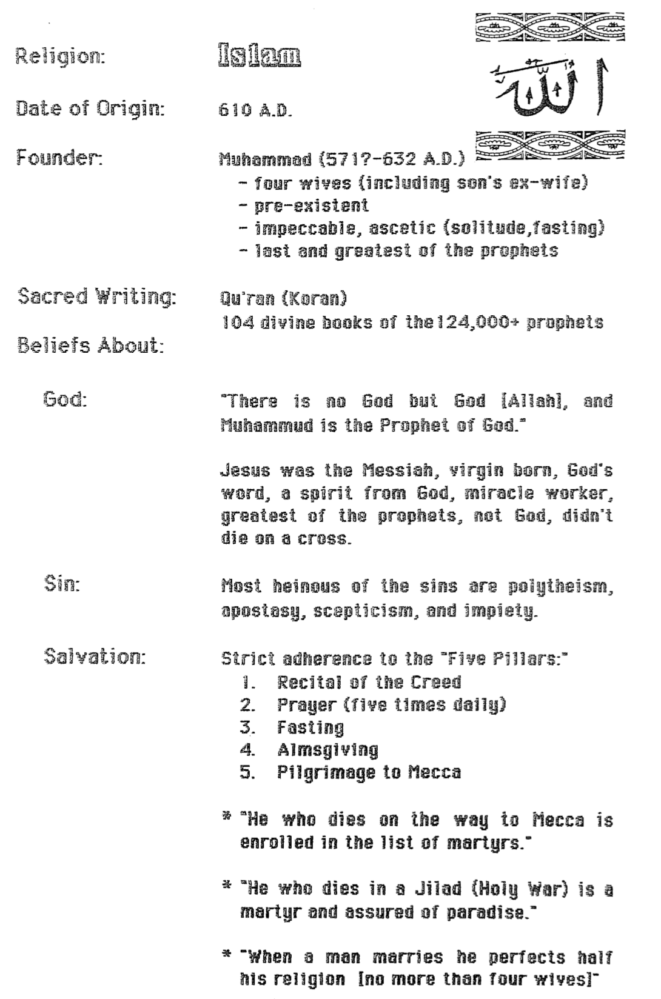 Religion: Islam
الله
Date of Origin: 610 A.D.
Founder: Muhammad (571?-632 A.D.)
- four wives (including son's ex-wife)
- pre-existent
- impeccable, ascetic (solitude,fasting)
- last and greatest of the prophets
Sacred Writing: Qu'ran (Koran)
104 divine books of the124,000+ prophets
Beliefs About:
God: "There is no God but God [Allah], and
Muhammud is the Prophet of God."
Jesus was the Messiah, virgin born, God's
word, a spirit from God, miracle worker,
greatest of the prophets, not God, didn't
die on a cross.
Sin: Most heinous of the sins are polytheism,
apostasy, scepticism, and impiety.
Salvation: Strict adherence to the "Five Pillars:"
1. Recital of the Creed
2. Prayer (five times daily)
3. Fasting
4. Almsgiving
5. Pilgrimage to Mecca
* "He who dies on the way to Mecca is
enrolled in the list of martyrs."
* "He who dies in a Jilad (Holy War) is a
martyr and assured of paradise."
* "When a man marries he perfects half
his religion [no more than four wives]"